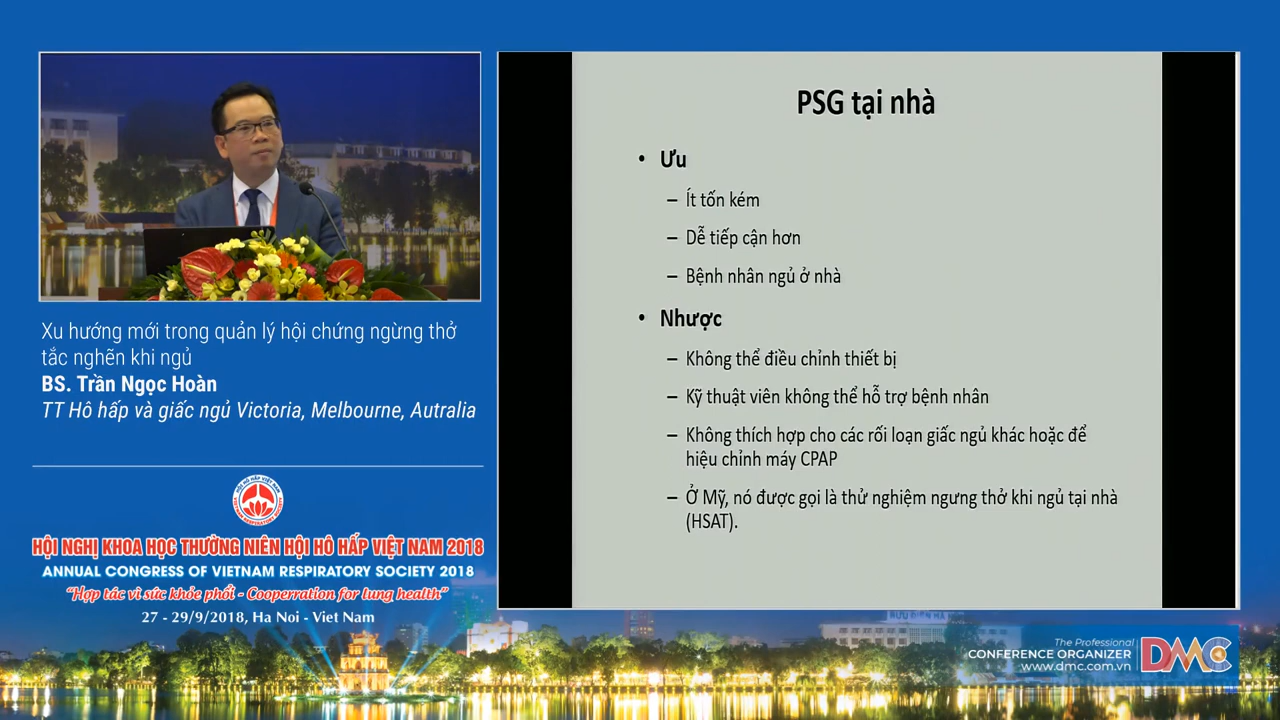 Xu hướng mới trong quản lý hội chứng ngừng thở
tắc nghẽn khi ngủ
BS. Trần Ngọc Hoàn
TT Hô hấp và giấc ngủ Victoria, Melbourne, Autralia
HỘI HÔ HẤP VIỆT NAM
HỘI NGHỊ KHOA HỌC THƯỜNG NIÊN HỘI HÔ HẤP VIỆT NAM 2018
ANNUAL CONGRESS OF VIETNAM RESPIRATORY SOCIETY 2018
“Hợp tác vì sức khỏe phổi - Cooperration for lung health”
27 - 29/9/2018, Ha Noi - Viet Nam
PSG tại nhà
• Ưu
– Ít tốn kém
– Dễ tiếp cận hơn
– Bệnh nhân ngủ ở nhà
• Nhược
– Không thể điều chỉnh thiết bị
– Kỹ thuật viên không thể hỗ trợ bệnh nhân
– Không thích hợp cho các rối loạn giấc ngủ khác hoặc để
hiệu chỉnh máy CPAP
– Ở Mỹ, nó được gọi là thử nghiệm ngưng thở khi ngủ tại nhà
(HSAT).
The Professional
CONFERENCE ORGANIZER
www.dmc.com.vn
DMC